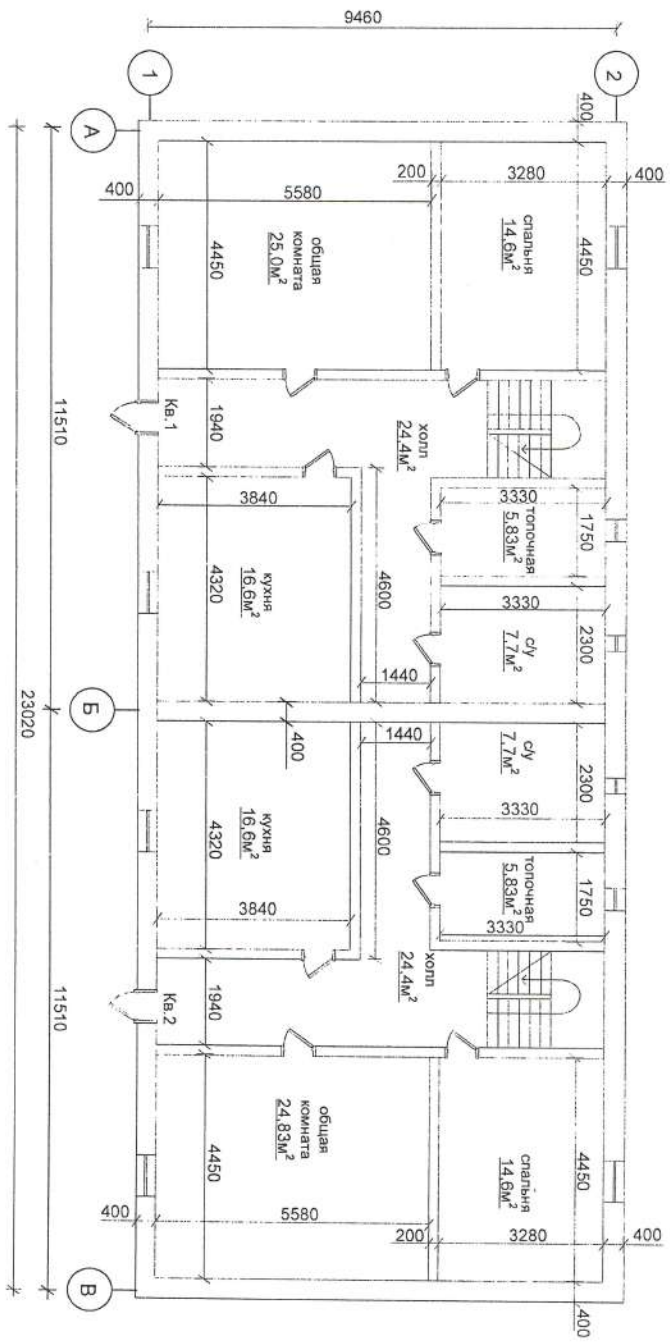 9460
1
2
А
Б
В
400
400
400
3280
200
5580
400
спальня
14,6м²
4450
общая
комната
25,0м²
4450
Кв.1
1940
холл
24,4м²
3330
топочная
5,83м²
1750
3840
кухня
16,6м²
4320
4600
3330
с/у
7,7м²
2300
1440
400
1440
с/у
7,7м²
2300
3330
кухня
16,6м²
4320
4600
3840
топочная
5,83м²
1750
3330
холл
24,4м²
Кв.2
1940
спальня
14,6м²
4450
общая
комната
24,83м²
4450
400
5580
200
3280
400
400
11510
11510
23020